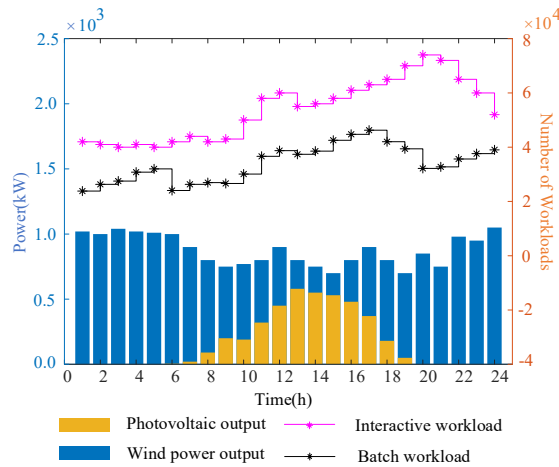 ×10³
×10⁴
2.5
2.0
1.5
1.0
0.5
0.0
Power(kW)
8
6
4
2
0
-2
-4
Number of Workloads
0 2 4 6 8 10 12 14 16 18 20 22 24
Time(h)
Photovoltaic output
Interactive workload
Wind power output
Batch workload